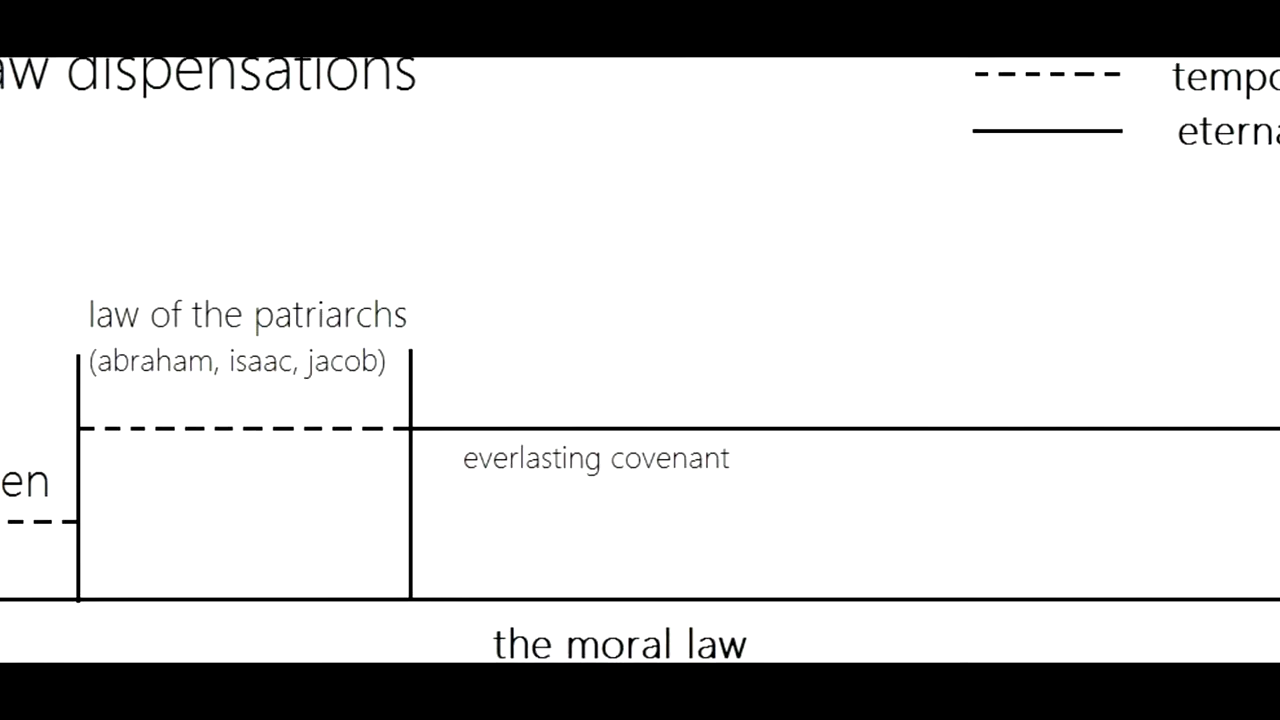 aw dispensations
tempo
eterna
law of the patriarchs
(abraham, isaac, jacob)
everlasting covenant
en
the moral law